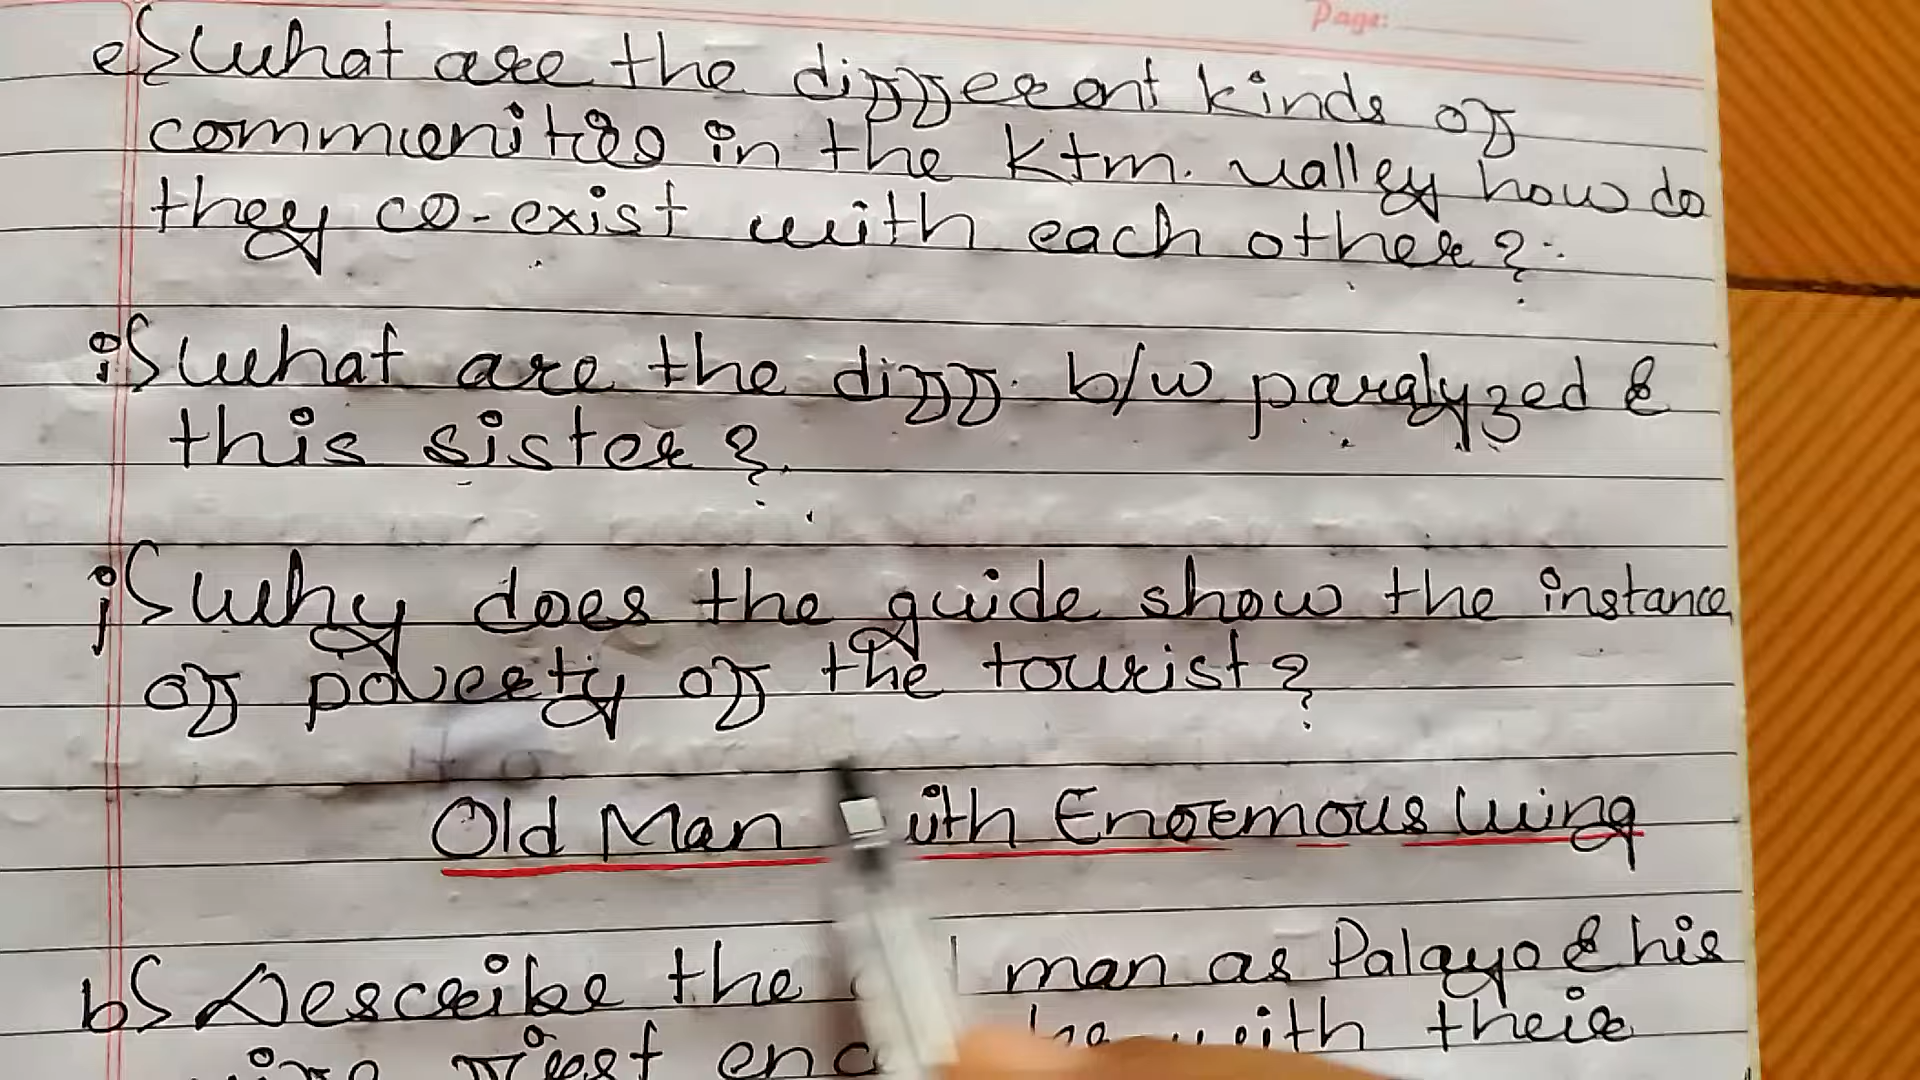 Page:
e) What are the different kinds of
communities in the Ktm. valley how do
they co-exist with each other?
i) What are the diff. b/w paralyzed &
this sister?
j) Why does the guide show the instance
of poverty of the tourist?
Old Man with Enormous Wing
b) Describe the man as Palayo & his
first with their